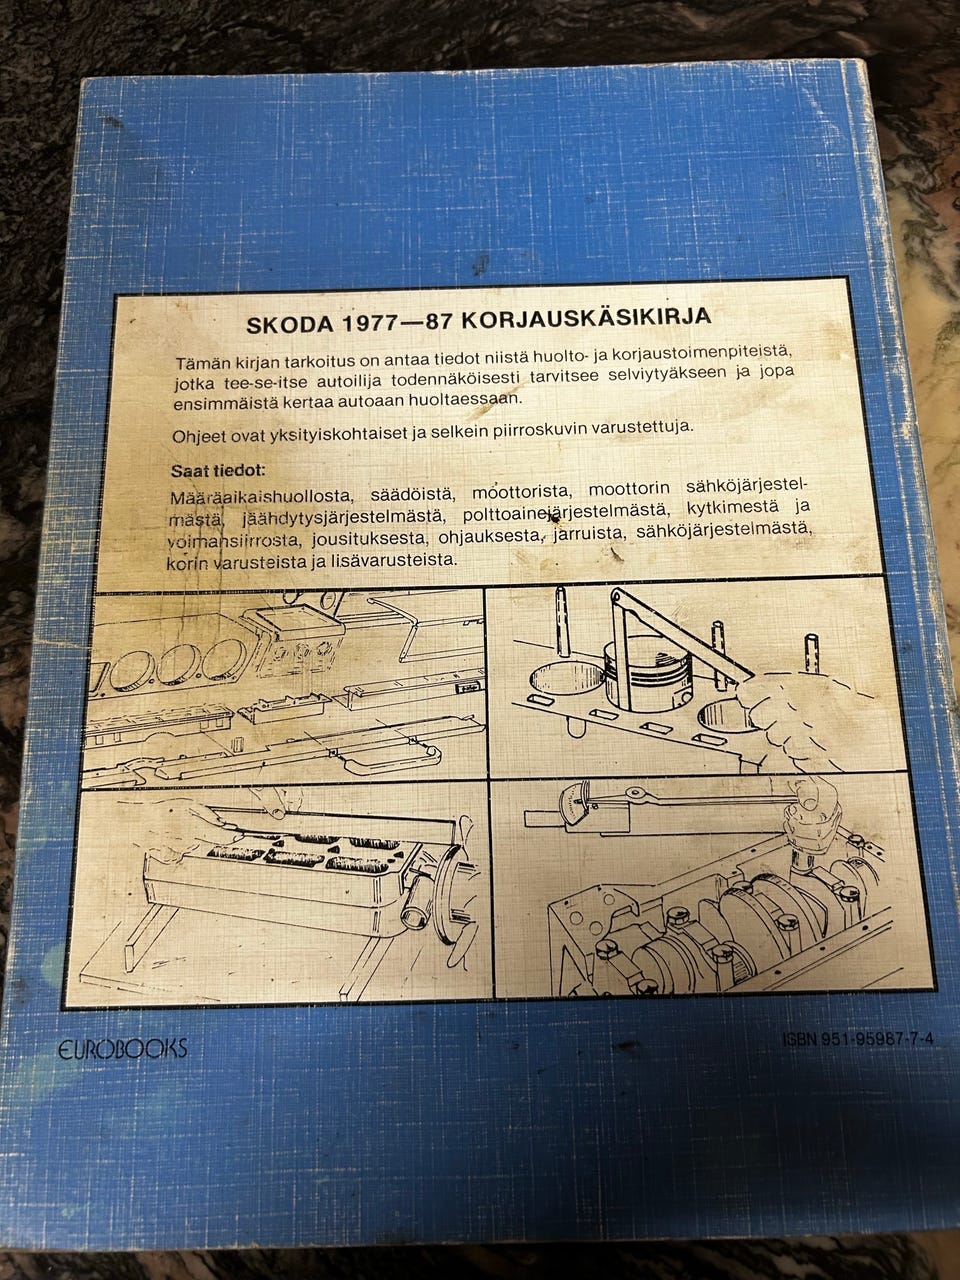 SKODA 1977—87 KORJAUSKÄSIKIRJA
Tämän kirjan tarkoitus on antaa tiedot niistä huolto- ja korjaustoimenpiteistä,
jotka tee-se-itse autoilija todennäköisesti tarvitsee selviytyäkseen ja jopa
ensimmäistä kertaa autoaan huoltaessaan.
Ohjeet ovat yksityiskohtaiset ja selkein piirroskuvin varustettuja.
Saat tiedot:
Määräaikaishuollosta, säädöistä, moottorista, moottorin sähköjärjestel-
mästä, jäähdytysjärjestelmästä, polttoainejärjestelmästä, kytkimestä ja
voimansiirrosta, jousituksesta, ohjauksesta, jarruista, sähköjärjestelmästä,
korin varusteista ja lisävarusteista.
EUROBOOKS
ISBN 951-95987-7-4